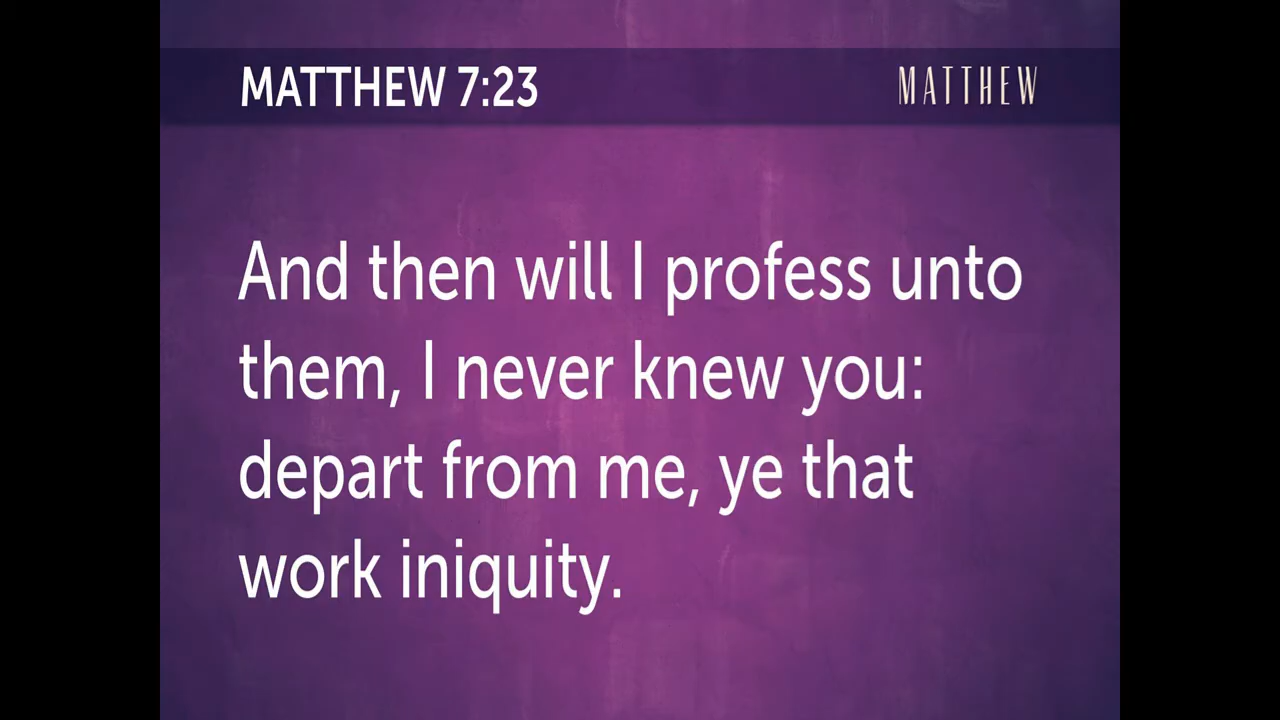 MATTHEW 7:23
MATTHEW
And then will I profess unto
them, I never knew you:
depart from me, ye that
work iniquity.